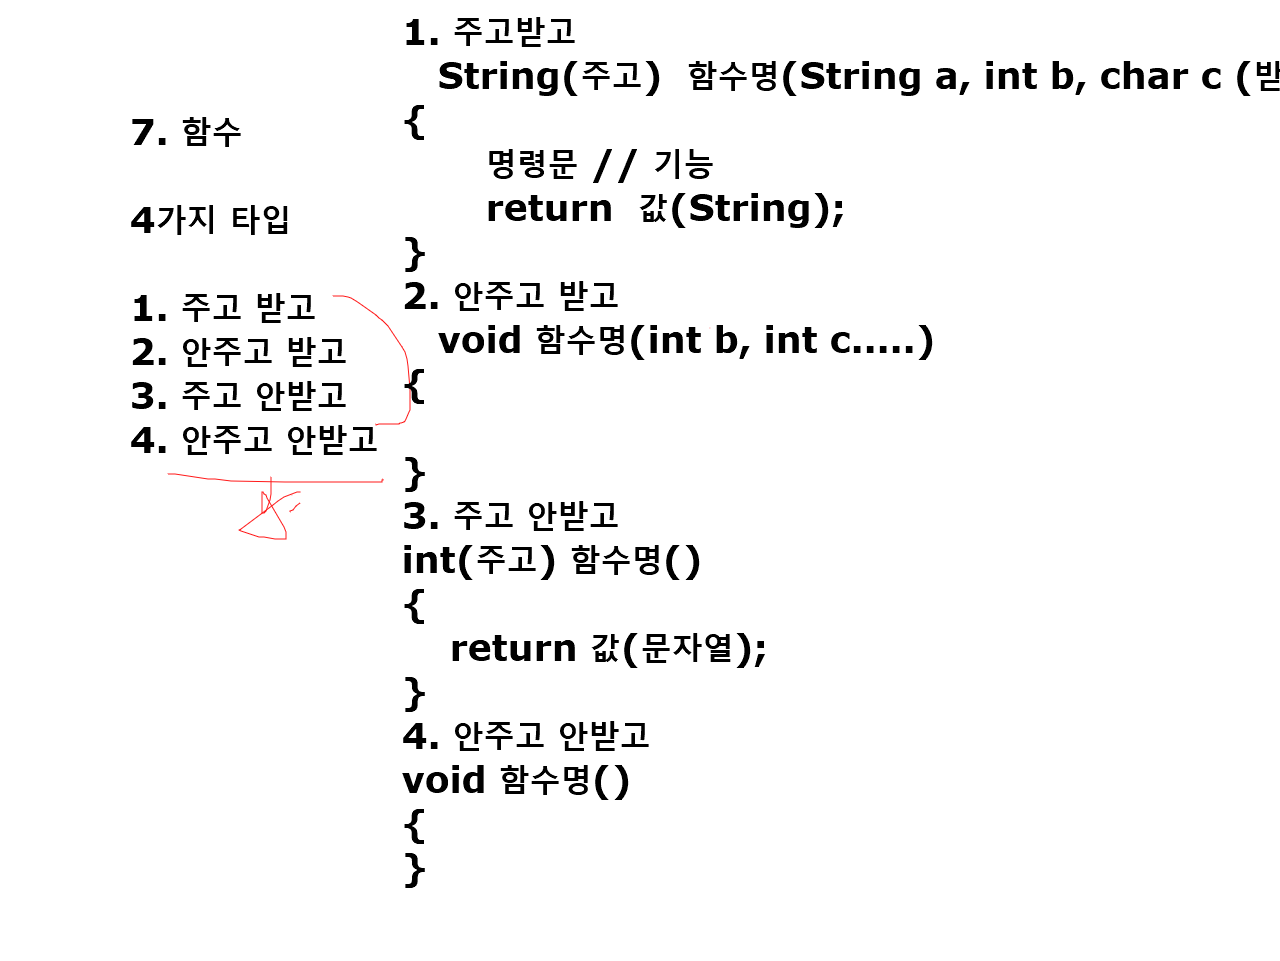 7. 함수
4가지 타입
1. 주고 받고
2. 안주고 받고
3. 주고 안받고
4. 안주고 안받고
1. 주고받고
String(주고) 함수명(String a, int b, char c (받
{
명령문 // 기능
return 값(String);
}
2. 안주고 받고
void 함수명(int b, int c.....)
{
}
3. 주고 안받고
int(주고) 함수명()
{
return 값(문자열);
}
4. 안주고 안받고
void 함수명()
{
}